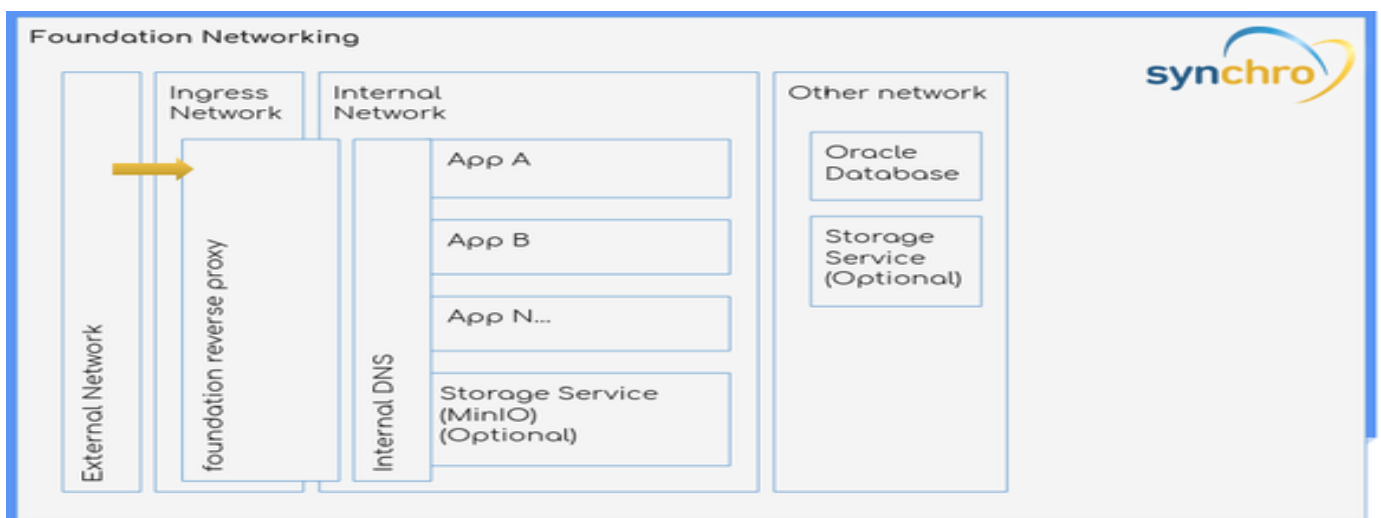 Foundation Networking
synchro
External Network
Ingress
Network
foundation reverse proxy
Internal
Network
Internal DNS
App A
App B
App N...
Storage Service
(MinIO)
(Optional)
Other network
Oracle
Database
Storage
Service
(Optional)